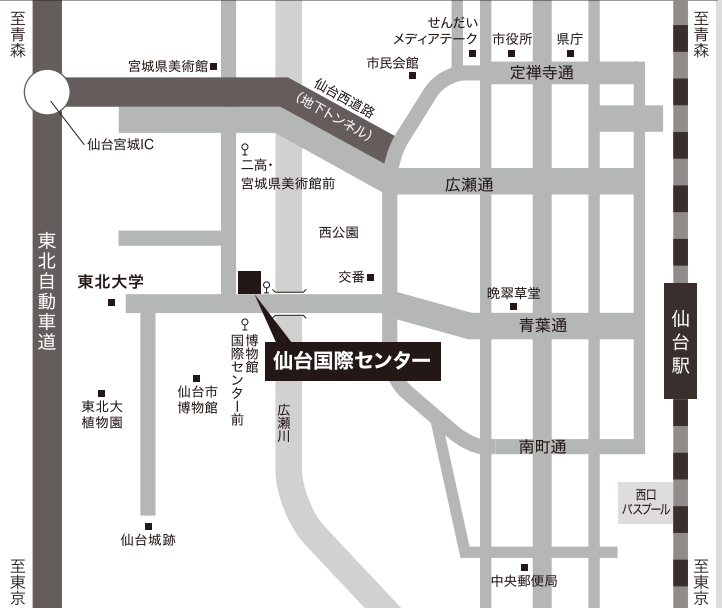 至青森
せんだい
メディアテーク
市役所
県庁
至青森
宮城県美術館
市民会館
定禅寺通
仙台西道路
(地下トンネル)
仙台宮城IC
二高・
宮城県美術館前
広瀬通
西公園
東北自動車道
東北大学
交番
晩翠草堂
青葉通
仙台駅
博物館
国際センター前
仙台国際センター
仙台市
博物館
東北大
植物園
広瀬川
南町通
西口
バスプール
仙台城跡
中央郵便局
至東京
至東京